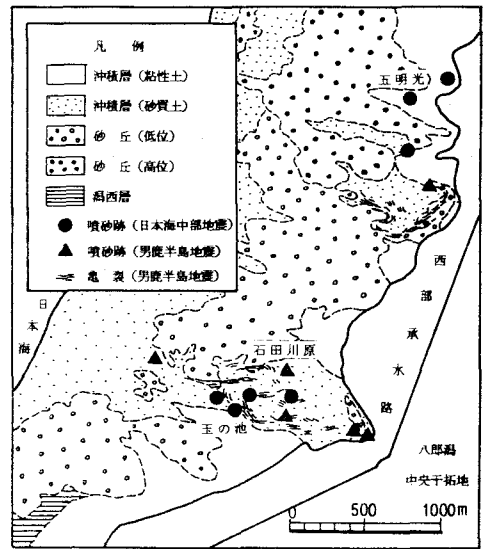 凡 例
沖積層(粘性土)
沖積層(砂質土)
砂 丘(低位)
砂 丘(高位)
潟西層
噴砂跡(日本海中部地震)
噴砂跡(男鹿半島地震)
亀 裂(男鹿半島地震)
五明光
日本海
西部承水路
?
石田川原
玉の池
八郎潟
中央干拓地
0 500 1000m